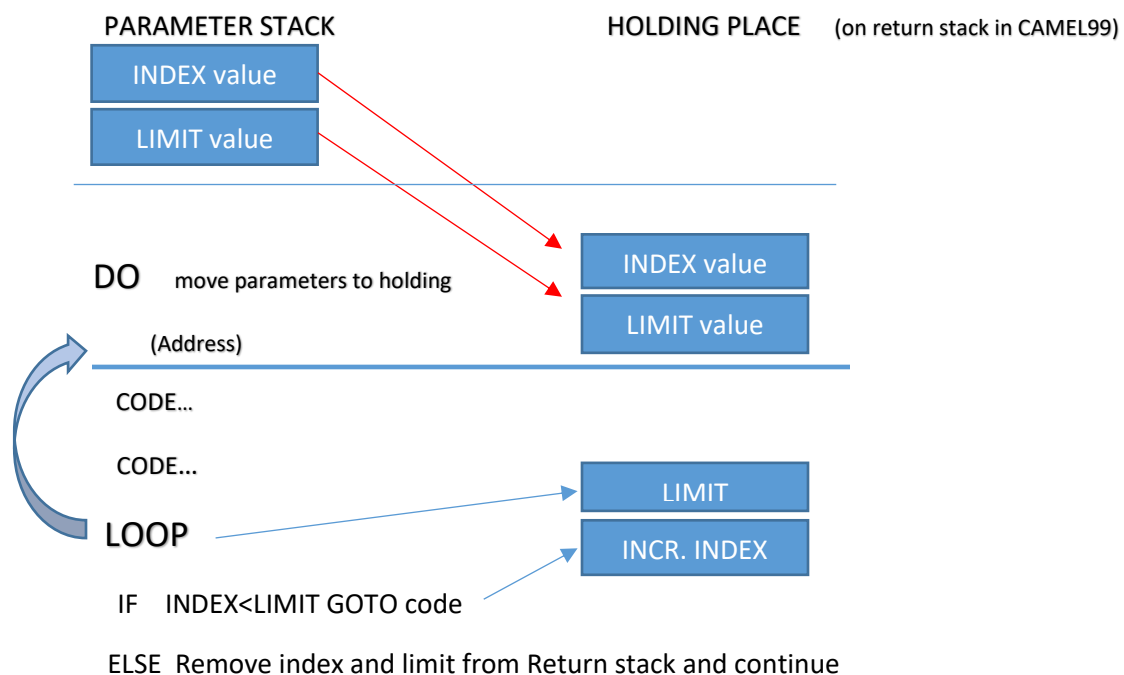 PARAMETER STACK HOLDING PLACE (on return stack in CAMEL99)
INDEX value
LIMIT value
INDEX value
DO move parameters to holding
LIMIT value
(Address)
CODE…
CODE...
LIMIT
LOOP
INCR. INDEX
IF INDEX<LIMIT GOTO code
ELSE Remove index and limit from Return stack and continue